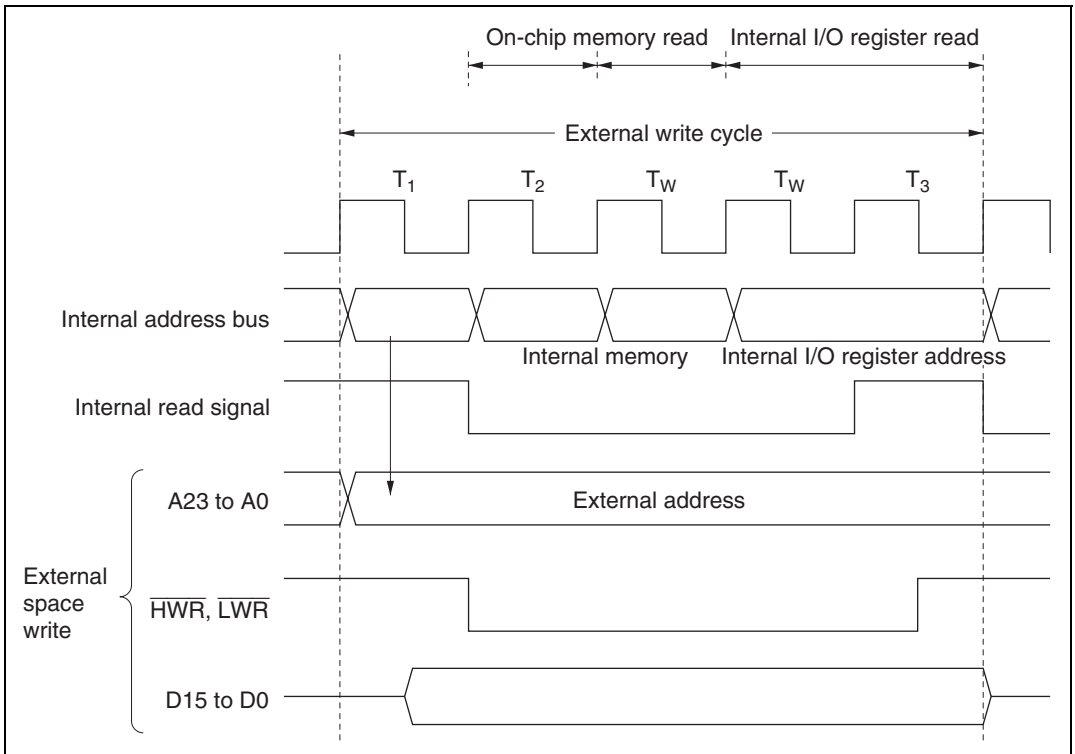 On-chip memory read Internal I/O register read
External write cycle
T1 T2 TW TW T3
Internal address bus
Internal memory Internal I/O register address
Internal read signal
A23 to A0 External address
External
space
write
HWR, LWR
D15 to D0